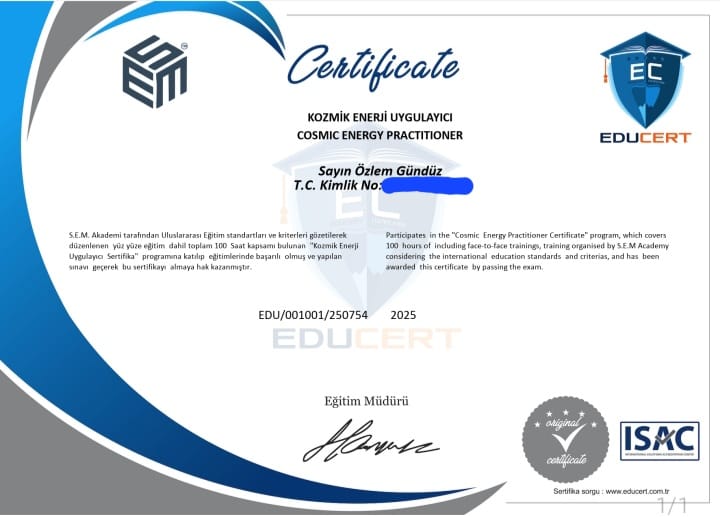 SEM
Certificate
EC
EDUCERT
KOZMİK ENERJİ UYGULAYICI
COSMIC ENERGY PRACTITIONER
Sayın Özlem Gündüz
T.C. Kimlik No:
EC
S.E.M. Akademi tarafından Uluslararası Eğitim standartları ve kriterleri gözetilerek
düzenlenen yüz yüze eğitim dahil toplam 100 Saat kapsamı bulunan "Kozmik Enerji
Uygulayıcı Sertifika" programına katılıp eğitimlerinde başarılı olmuş ve yapılan
sınavı geçerek bu sertifikayı almaya hak kazanmıştır.
Participates in the "Cosmic Energy Practitioner Certificate" program, which covers
100 hours of including face-to-face trainings, training organised by S.E.M Academy
considering the international education standards and criterias, and has been
awarded this certificate by passing the exam.
EDU/001001/250754 2025
EDUCERT
Eğitim Müdürü
original
certificate
ISAC
Sertifika sorgu : www.educert.com.tr
1/1